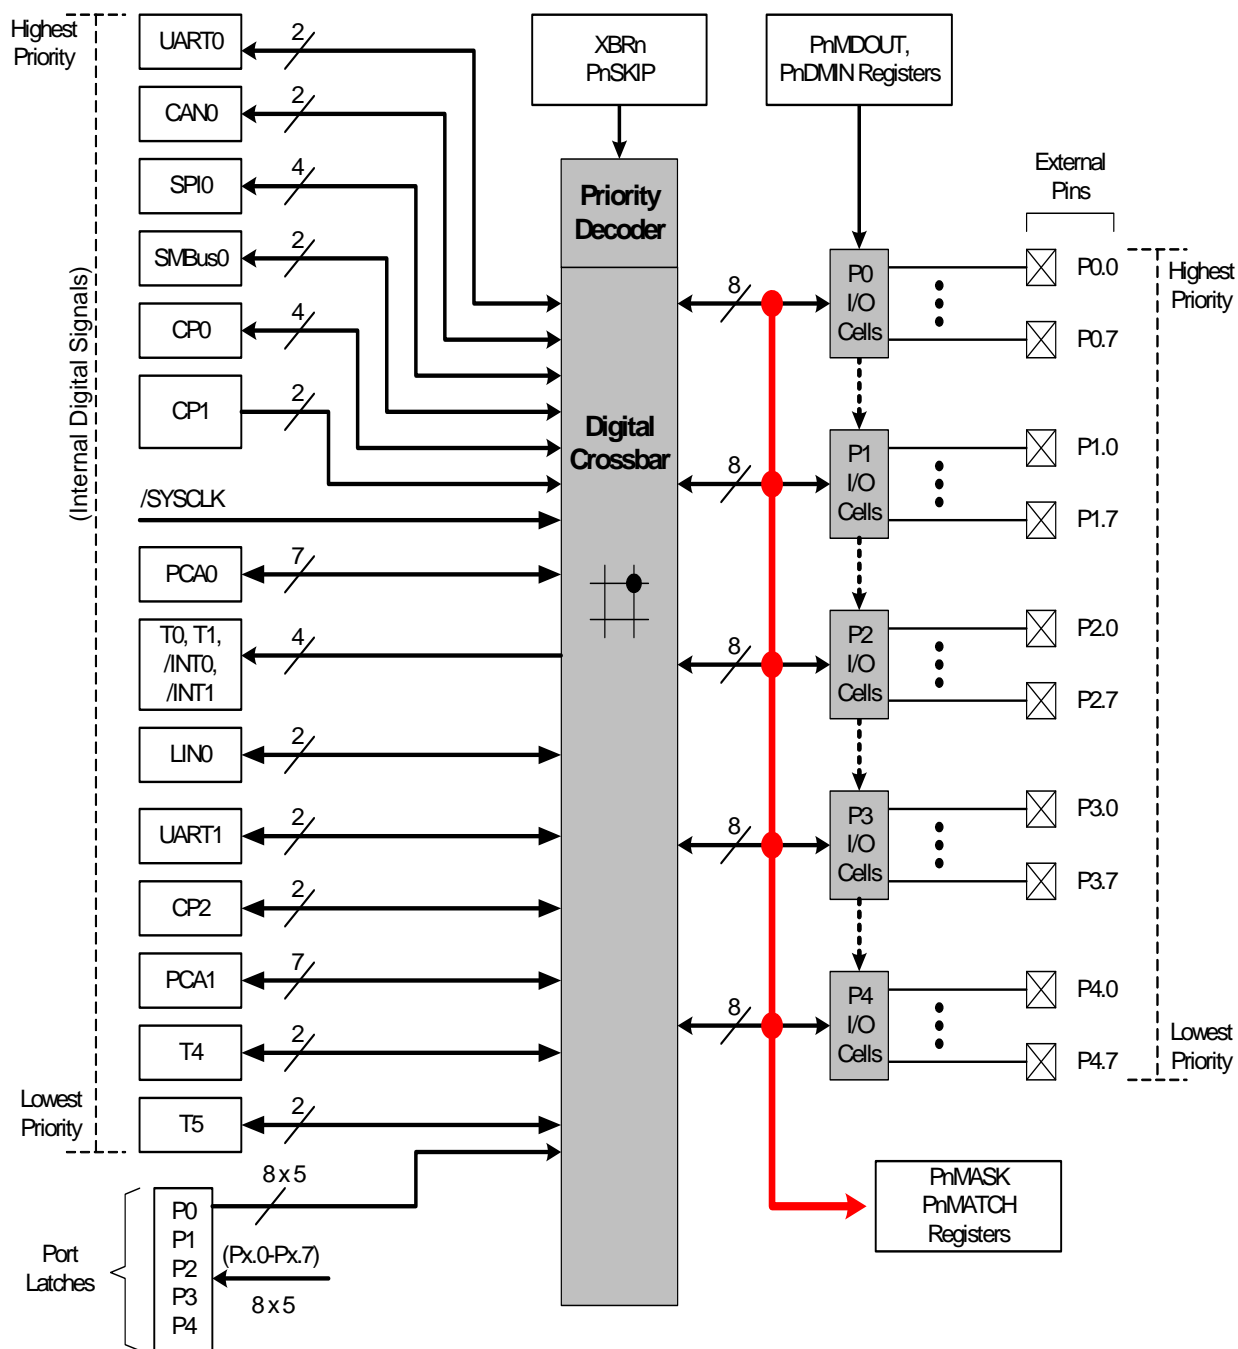 Highest
Priority
UART0
2
CAN0
2
SPI0
4
SMBus0
2
CP0
4
CP1
2
/SYSCLK
PCA0
7
T0, T1,
/INT0,
/INT1
4
LIN0
2
UART1
2
CP2
2
PCA1
7
T4
2
T5
2
Lowest
Priority
(Internal Digital Signals)
8 x 5
P0
P1
P2
P3
P4
(Px.0-Px.7)
8 x 5
Port
Latches
XBRn
PnSKIP
Priority
Decoder
Digital
Crossbar
PnMDOUT,
PnDMIN Registers
External
Pins
8
P0
I/O
Cells
P0.0
P0.7
8
P1
I/O
Cells
P1.0
P1.7
8
P2
I/O
Cells
P2.0
P2.7
8
P3
I/O
Cells
P3.0
P3.7
8
P4
I/O
Cells
P4.0
P4.7
Highest
Priority
Lowest
Priority
PnMASK
PnMATCH
Registers